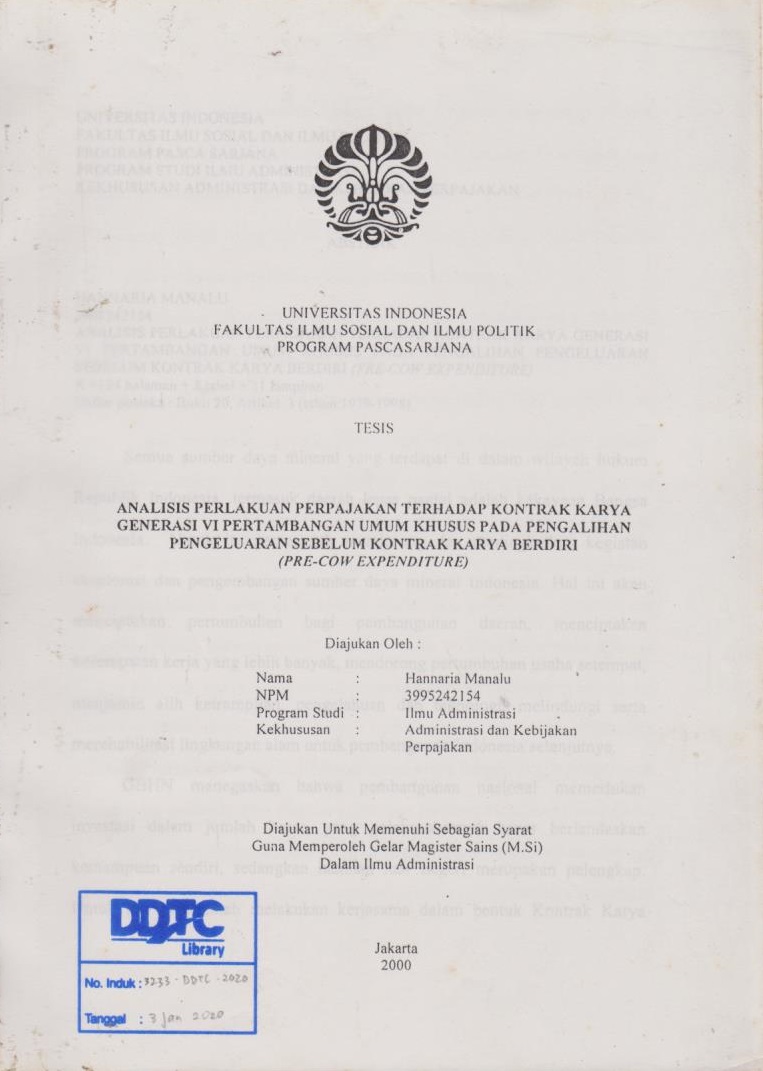 UNIVERSITAS INDONESIA
FAKULTAS ILMU SOSIAL DAN ILMU POLITIK
PROGRAM PASCASARJANA
TESIS
ANALISIS PERLAKUAN PERPAJAKAN TERHADAP KONTRAK KARYA
GENERASI VI PERTAMBANGAN UMUM KHUSUS PADA PENGALIHAN
PENGELUARAN SEBELUM KONTRAK KARYA BERDIRI
(PRE-COW EXPENDITURE)
Diajukan Oleh :
Nama : Hannaria Manalu
NPM : 3995242154
Program Studi : Ilmu Administrasi
Kekhususan : Administrasi dan Kebijakan
Perpajakan
Diajukan Untuk Memenuhi Sebagian Syarat
Guna Memperoleh Gelar Magister Sains (M.Si)
Dalam Ilmu Administrasi
Jakarta
2000
DDTC
Library
No. Induk : 3233 - DDTC - 2020
Tanggal : 3 Jan 2020